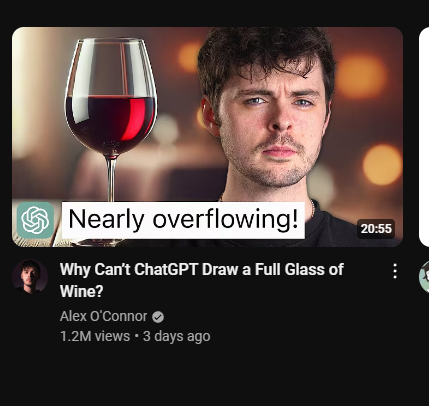 Nearly overflowing!
20:55
Why Can't ChatGPT Draw a Full Glass of
Wine?
Alex O'Connor
1.2M views • 3 days ago